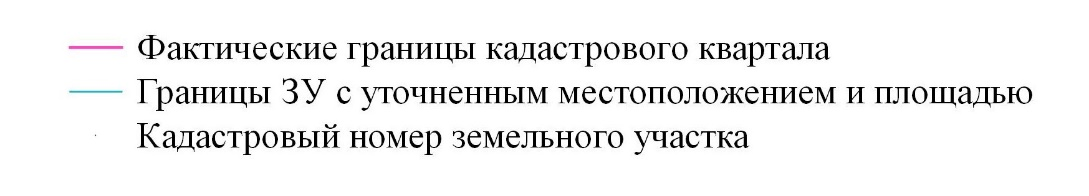 Фактические границы кадастрового квартала
Границы ЗУ с уточненным местоположением и площадью
Кадастровый номер земельного участка